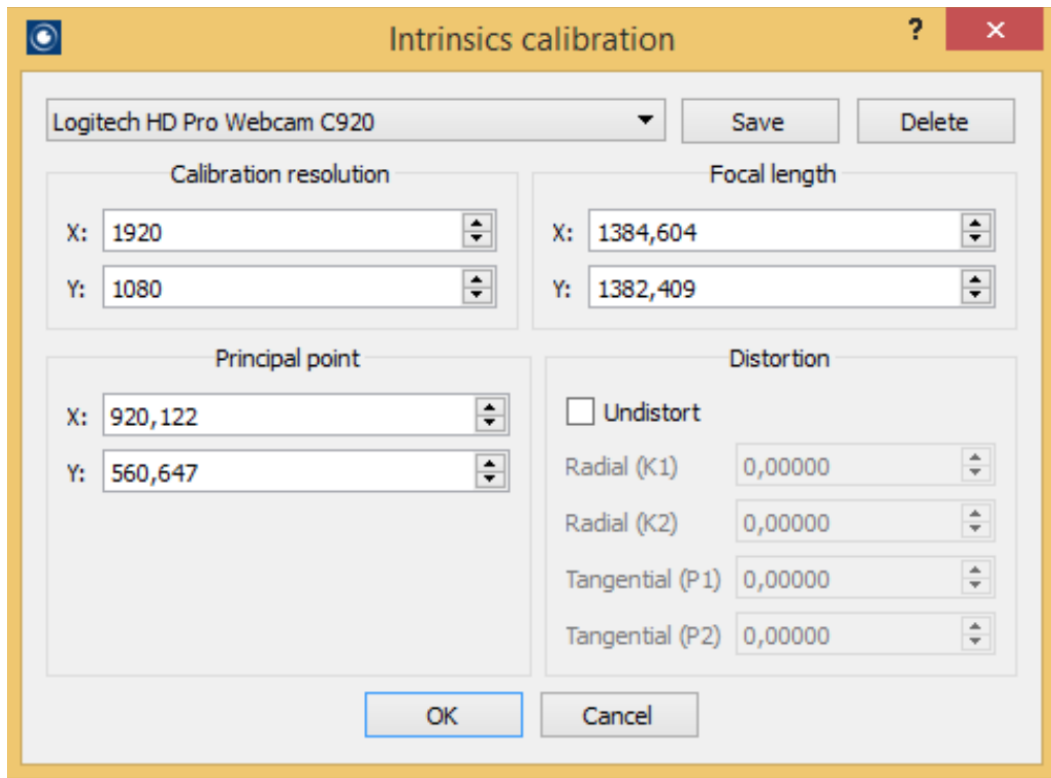 Intrinsics calibration
?
Logitech HD Pro Webcam C920
Save
Delete
Calibration resolution
X: 1920
Y: 1080
Focal length
X: 1384,604
Y: 1382,409
Principal point
X: 920,122
Y: 560,647
Distortion
Undistort
Radial (K1) 0,00000
Radial (K2) 0,00000
Tangential (P1) 0,00000
Tangential (P2) 0,00000
OK
Cancel